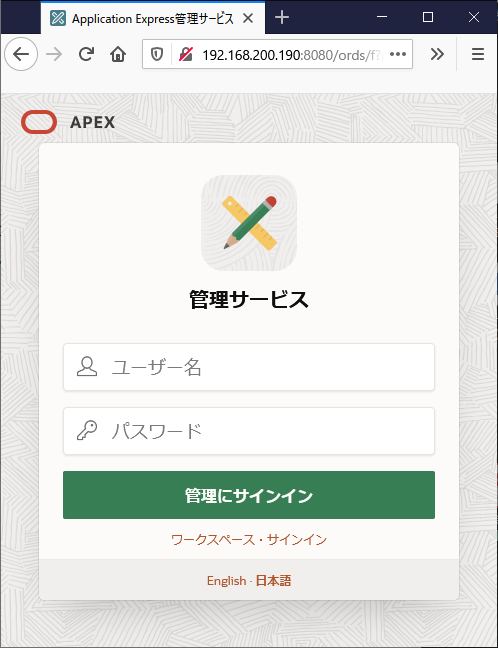 Application Express管理サービス
192.168.200.190:8080/ords/f?
APEX
管理サービス
ユーザー名
パスワード
管理にサインイン
ワークスペース・サインイン
English · 日本語